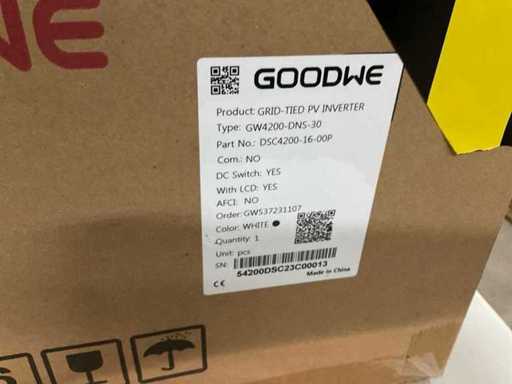 NE
GOODWE
Product: GRID-TIED PV INVERTER
Type: GW4200-DNS-30
Part No.: DSC4200-16-00P
Com.: NO
DC Switch: YES
With LCD: YES
AFCI: NO
Order: GW537231107
Color: WHITE
Quantity: 1
Unit: pcs
SN:
54200DSC23C00013
Made in China
CE